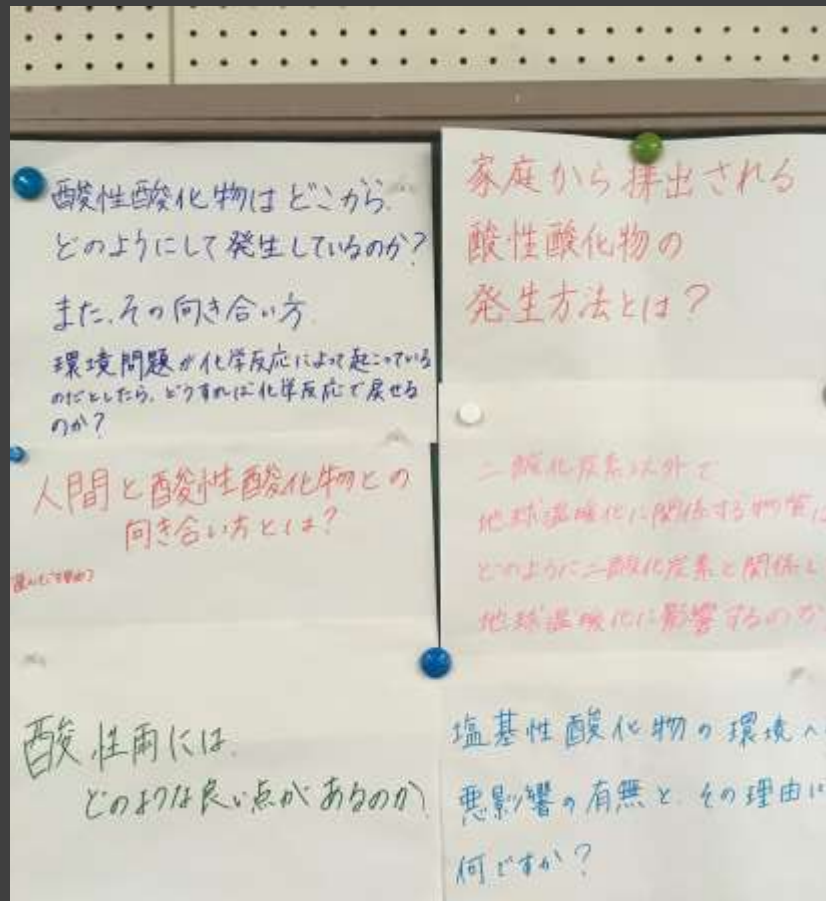 酸性酸化物はどこから、
どのようにして発生しているのか?
また、その向き合い方
環境問題が化学反応によって起こっている
のだとしたら、どうすれば化学反応で戻せる
のか?
家庭から排出される
酸性酸化物の
発生方法とは?
人間と酸性酸化物との
向き合い方とは?
二酸化炭素以外で
地球温暖化に関係する物質は
どのように二酸化炭素と関係し
地球温暖化に影響するのか
酸性雨には、
どのような良い点があるのか
塩基性酸化物の環境へ
悪影響の有無と、その理由は
何ですか?